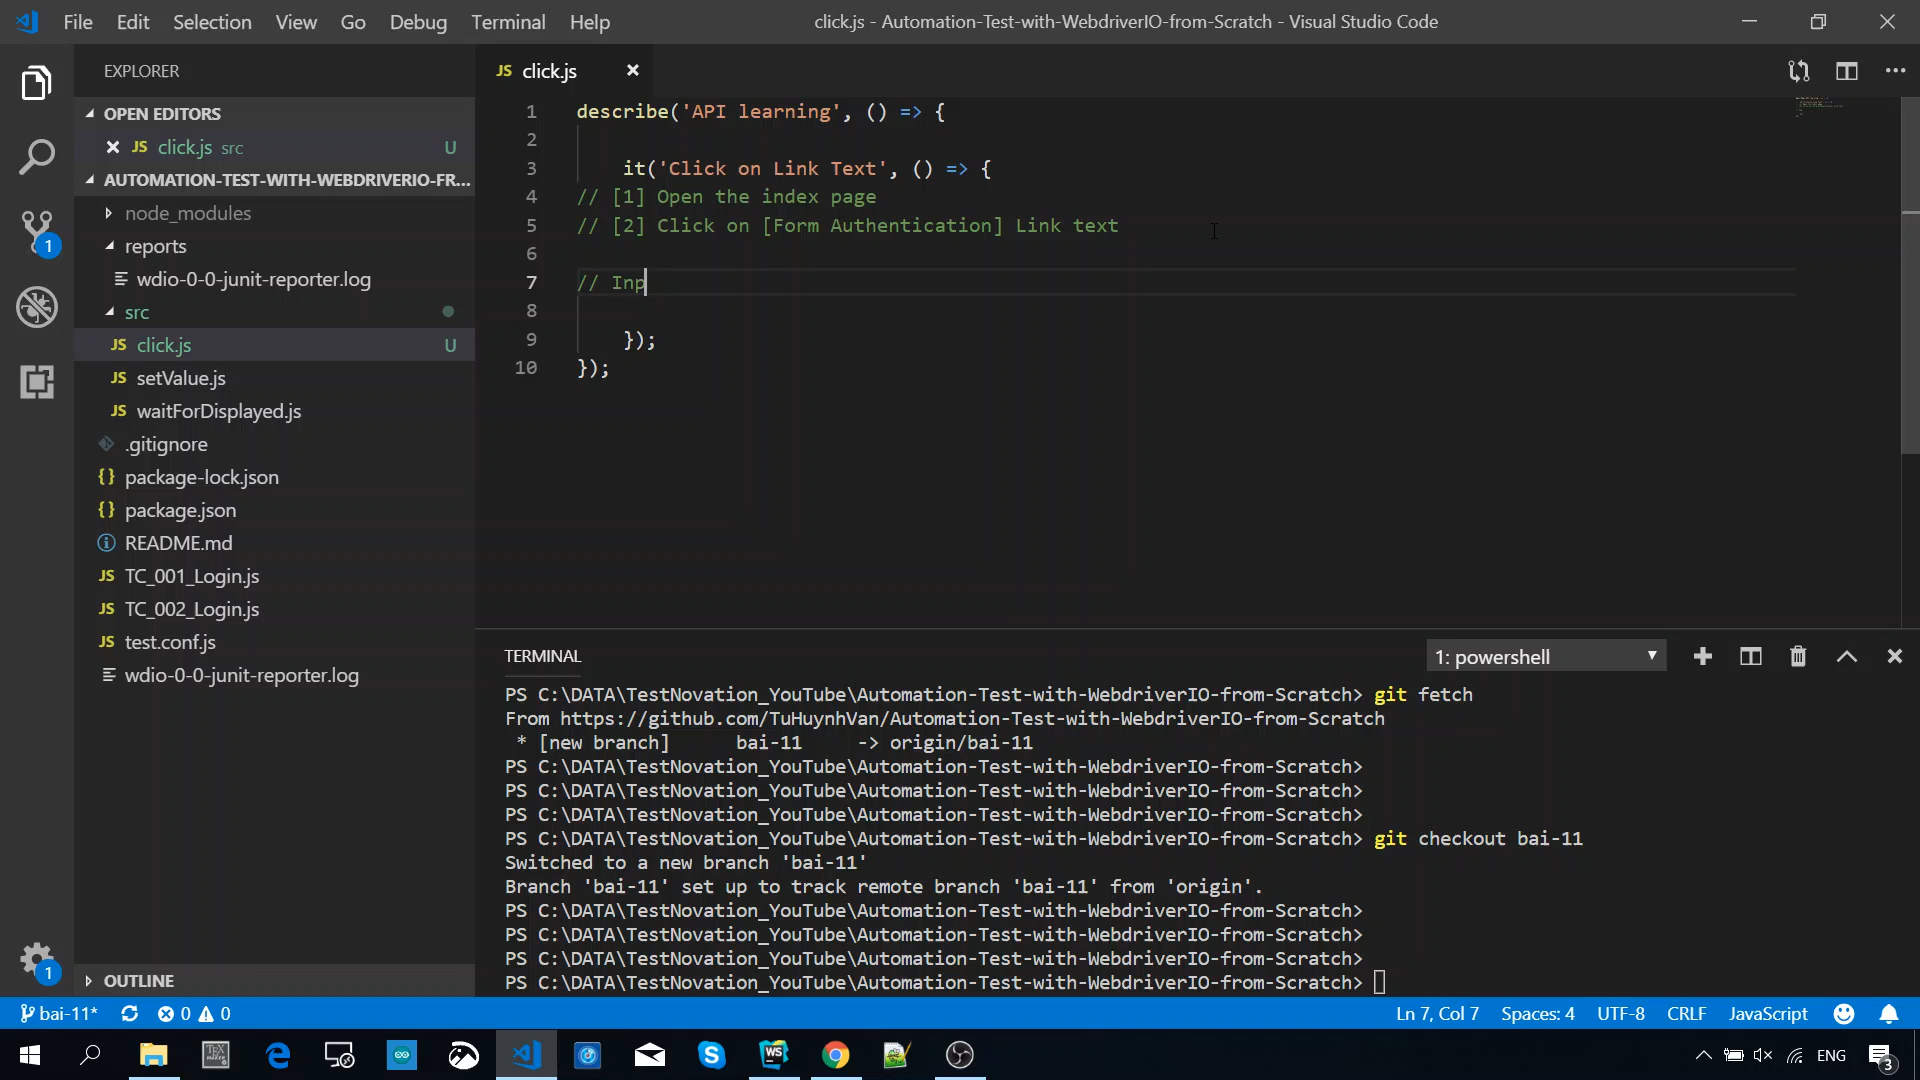 File Edit Selection View Go Debug Terminal Help
click.js - Automation-Test-with-WebdriverIO-from-Scratch - Visual Studio Code
EXPLORER
OPEN EDITORS
JS click.js src U
AUTOMATION-TEST-WITH-WEBDRIVERIO-FR...
node_modules
reports
wdio-0-0-junit-reporter.log
src
JS click.js U
JS setValue.js
JS waitForDisplayed.js
.gitignore
{} package-lock.json
{} package.json
README.md
JS TC_001_Login.js
JS TC_002_Login.js
JS test.conf.js
wdio-0-0-junit-reporter.log
OUTLINE
1
1
JS click.js
1 describe('API learning', () => {
2
3 it('Click on Link Text', () => {
4 // [1] Open the index page
5 // [2] Click on [Form Authentication] Link text
6
7 // Inp
8
9 });
10 });
TERMINAL
1: powershell
PS C:\DATA\TestNovation_YouTube\Automation-Test-with-WebdriverIO-from-Scratch> git fetch
From https://github.com/TuHuynhVan/Automation-Test-with-WebdriverIO-from-Scratch
* [new branch] bai-11 -> origin/bai-11
PS C:\DATA\TestNovation_YouTube\Automation-Test-with-WebdriverIO-from-Scratch>
PS C:\DATA\TestNovation_YouTube\Automation-Test-with-WebdriverIO-from-Scratch>
PS C:\DATA\TestNovation_YouTube\Automation-Test-with-WebdriverIO-from-Scratch>
PS C:\DATA\TestNovation_YouTube\Automation-Test-with-WebdriverIO-from-Scratch> git checkout bai-11
Switched to a new branch 'bai-11'
Branch 'bai-11' set up to track remote branch 'bai-11' from 'origin'.
PS C:\DATA\TestNovation_YouTube\Automation-Test-with-WebdriverIO-from-Scratch>
PS C:\DATA\TestNovation_YouTube\Automation-Test-with-WebdriverIO-from-Scratch>
PS C:\DATA\TestNovation_YouTube\Automation-Test-with-WebdriverIO-from-Scratch>
PS C:\DATA\TestNovation_YouTube\Automation-Test-with-WebdriverIO-from-Scratch>
bai-11* 0 0 Ln 7, Col 7 Spaces: 4 UTF-8 CRLF JavaScript
WS ENG 3